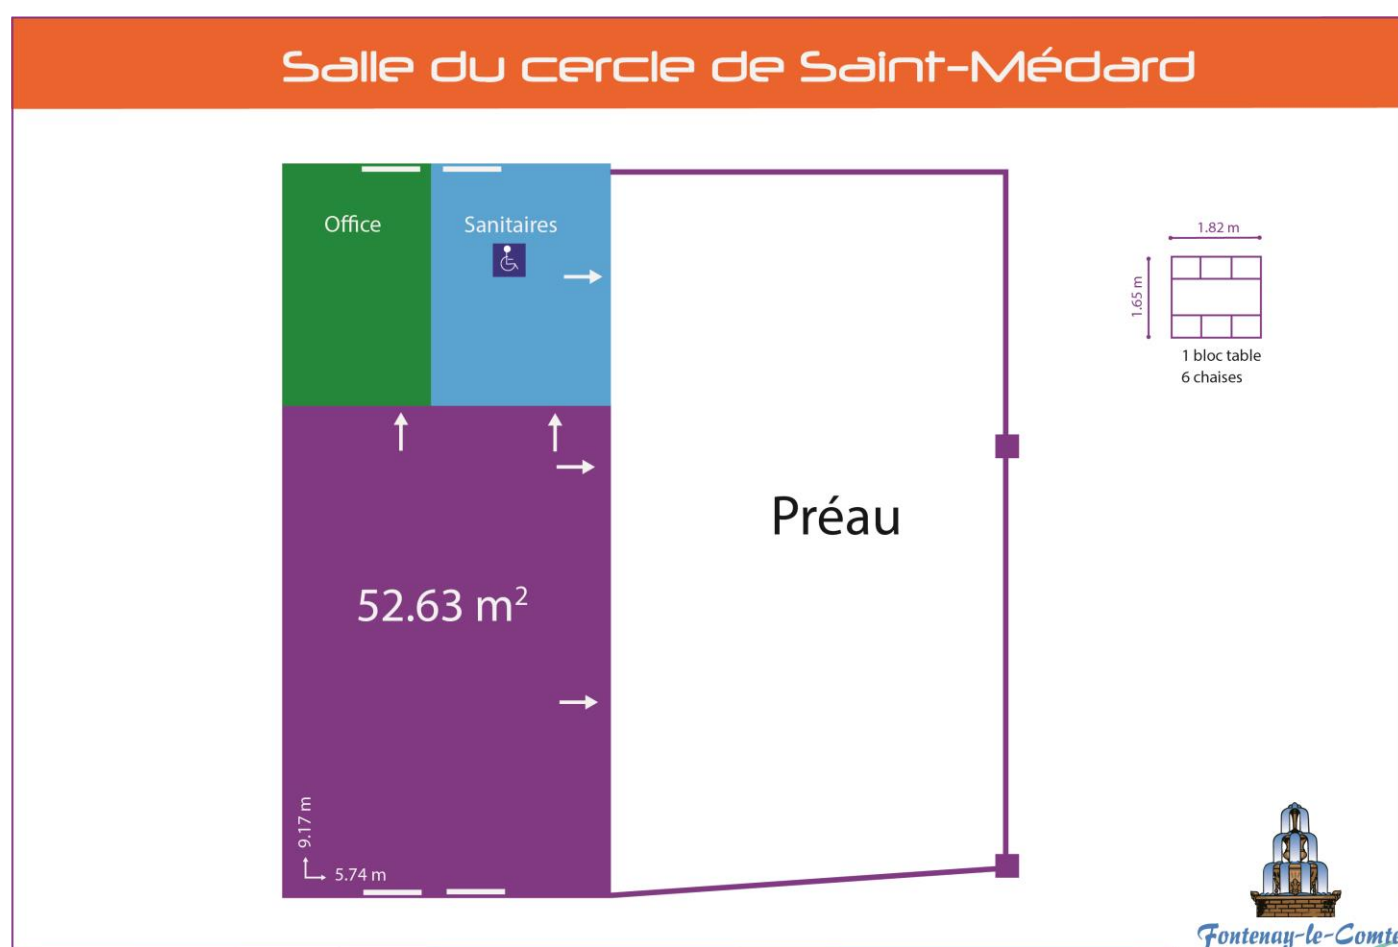 Salle du cercle de Saint-Médard
Office
Sanitaires
1.82 m
1.65 m
1 bloc table
6 chaises
Préau
52.63 m²
9.17 m
5.74 m
Fontenay-le-Comte